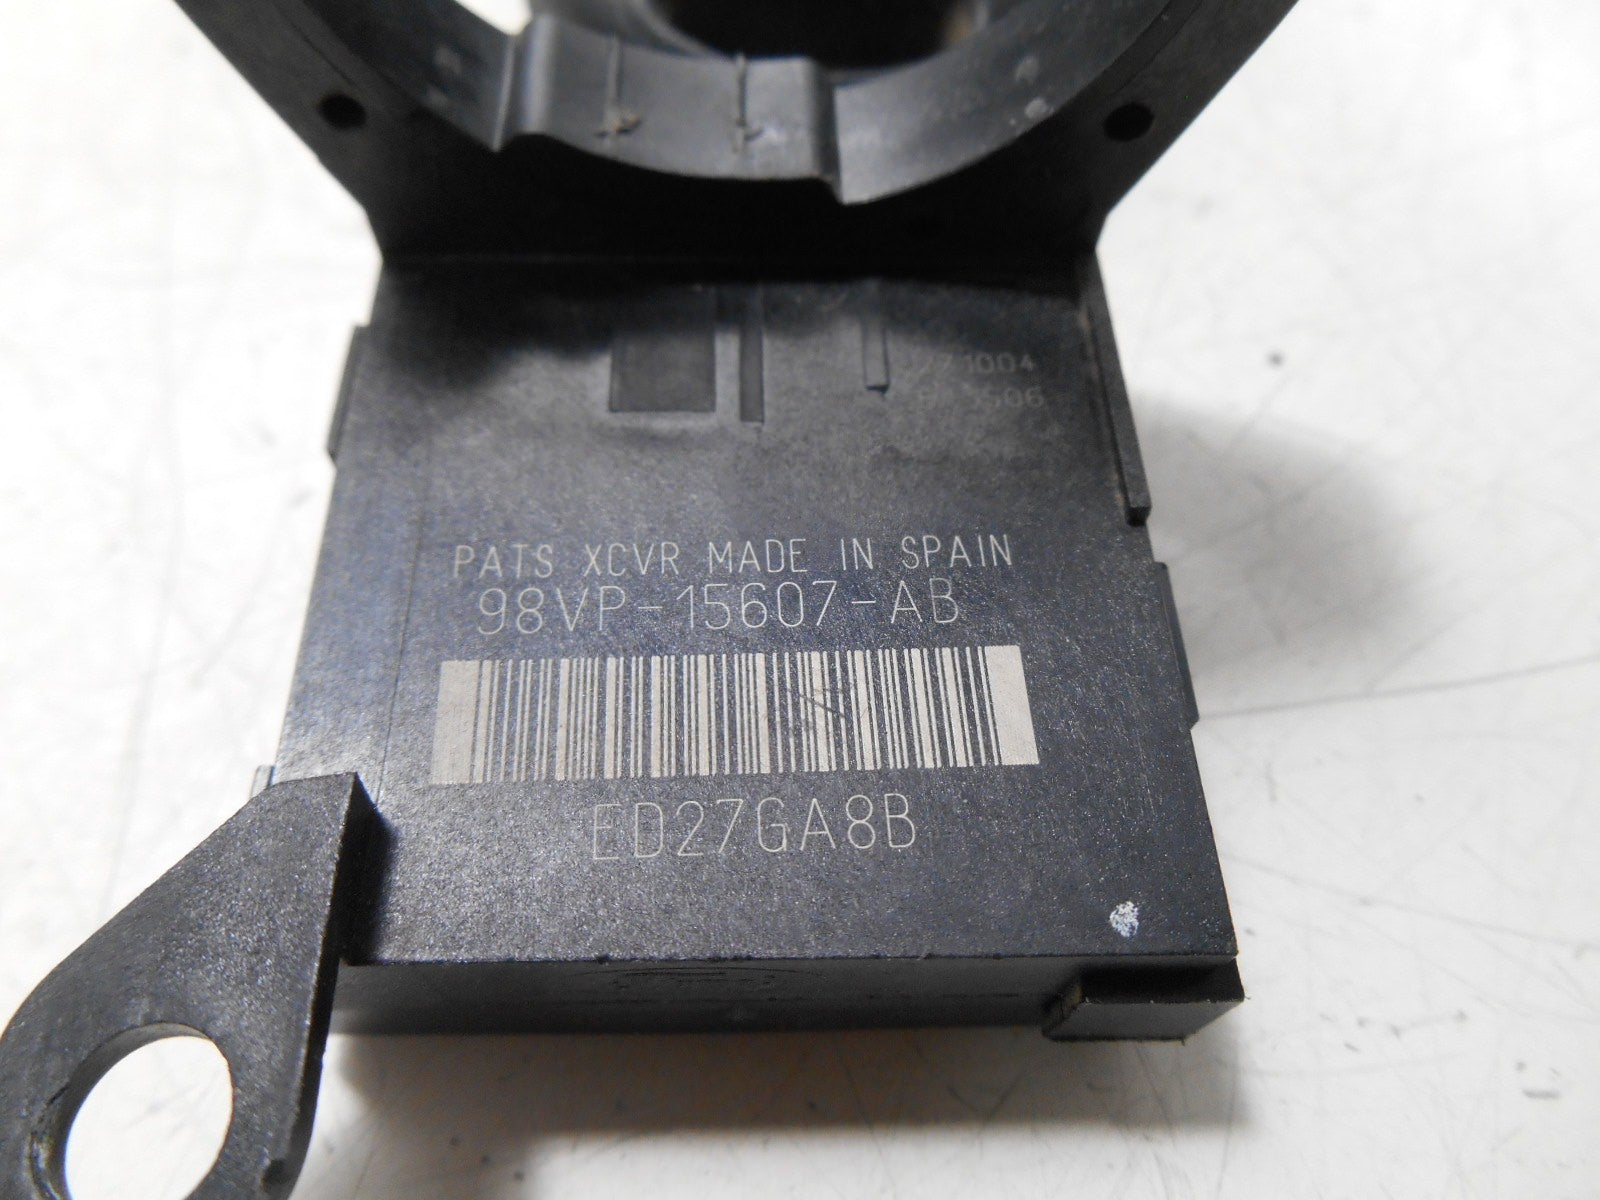 PATS XCVR MADE IN SPAIN
98VP-15607-AB
ED27GA8B